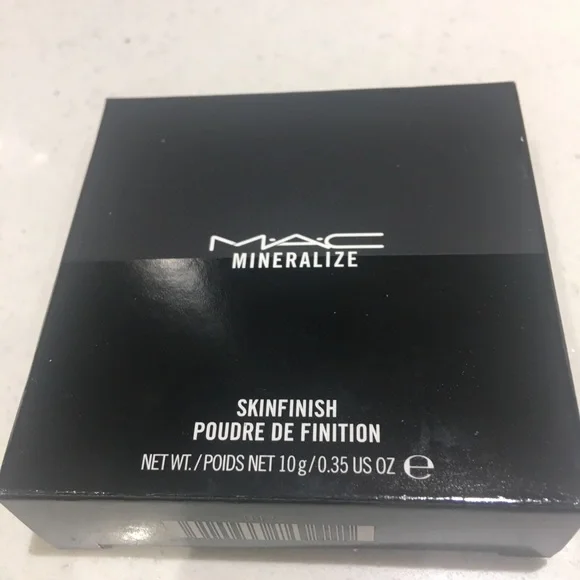 M·A·C
MINERALIZE
SKINFINISH
POUDRE DE FINITION
NET WT./POIDS NET 10 g/0.35 US OZ ℮